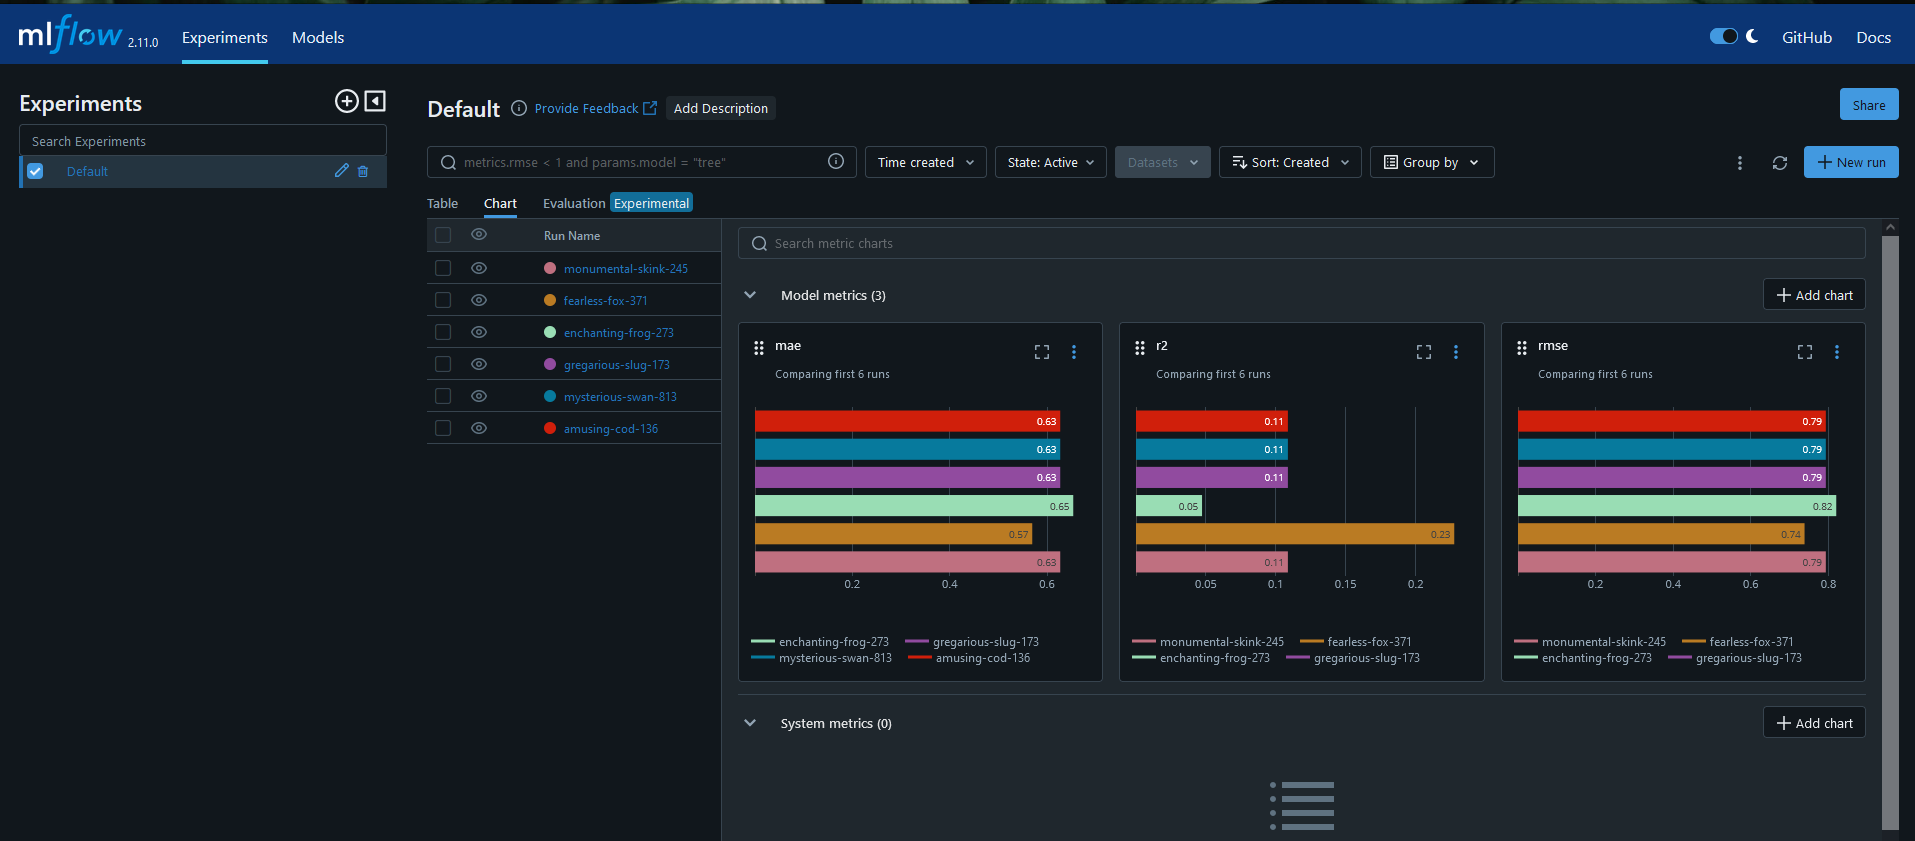 mlflow 2.11.0 Experiments Models GitHub Docs
Experiments
Search Experiments
Default
Default Provide Feedback Add Description Share
metrics.rmse < 1 and params.model = "tree" Time created State: Active Datasets Sort: Created Group by New run
Table Chart Evaluation Experimental
Run Name
monumental-skink-245
fearless-fox-371
enchanting-frog-273
gregarious-slug-173
mysterious-swan-813
amusing-cod-136
Search metric charts
Model metrics (3) Add chart
mae
Comparing first 6 runs
0.63
0.63
0.63
0.65
0.57
0.63
0.2 0.4 0.6
enchanting-frog-273 gregarious-slug-173
mysterious-swan-813 amusing-cod-136
r2
Comparing first 6 runs
0.11
0.11
0.11
0.05
0.23
0.11
0.05 0.1 0.15 0.2
monumental-skink-245 fearless-fox-371
enchanting-frog-273 gregarious-slug-173
rmse
Comparing first 6 runs
0.79
0.79
0.79
0.82
0.74
0.79
0.2 0.4 0.6 0.8
monumental-skink-245 fearless-fox-371
enchanting-frog-273 gregarious-slug-173
System metrics (0) Add chart